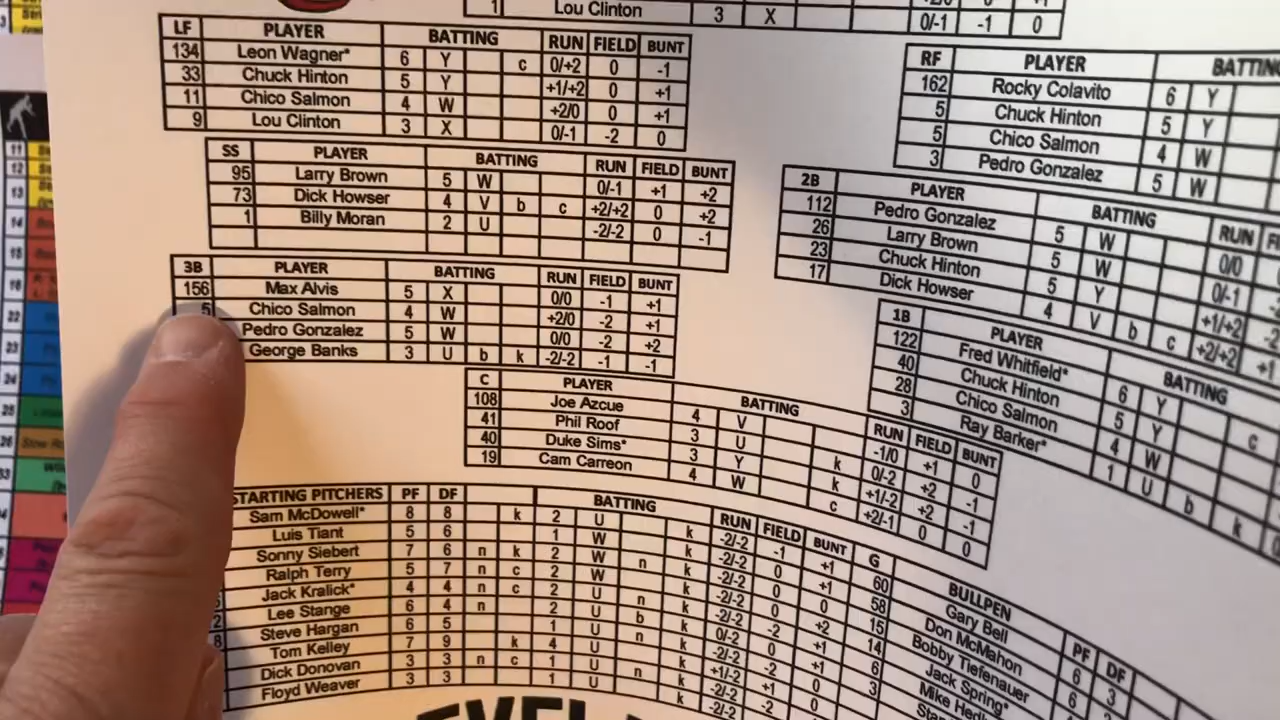 1 Lou Clinton 3 X 0/-1 -1 0
LF PLAYER BATTING RUN FIELD BUNT
134 Leon Wagner* 6 Y c 0/+2 0 -1
33 Chuck Hinton 5 Y +1/+2 0 +1
11 Chico Salmon 4 W +2/0 0 +1
9 Lou Clinton 3 X 0/-1 -2 0
RF PLAYER BATTING
162 Rocky Colavito 6 Y
5 Chuck Hinton 5 Y
5 Chico Salmon 4 W
3 Pedro Gonzalez 5 W
SS PLAYER BATTING RUN FIELD BUNT
95 Larry Brown 5 W 0/-1 +1 +2
73 Dick Howser 4 V b c +2/+2 0 +2
1 Billy Moran 2 U -2/-2 0 -1
2B PLAYER BATTING RUN
112 Pedro Gonzalez 5 W 0/0
26 Larry Brown 5 W 0/-1
23 Chuck Hinton 5 Y +1/+2
17 Dick Howser 4 V b c +2/+2
3B PLAYER BATTING RUN FIELD BUNT
156 Max Alvis 5 X 0/0 -1 +1
5 Chico Salmon 4 W +2/0 -2 +1
Pedro Gonzalez 5 W 0/0 -2 +2
George Banks 3 U b k -2/-2 -1 -1
1B PLAYER BATTING
122 Fred Whitfield* 6 Y c
40 Chuck Hinton 5 Y
28 Chico Salmon 4 W
3 Ray Barker* 1 U b k
C PLAYER BATTING RUN FIELD BUNT
108 Joe Azcue 4 V -1/0 +1 0
41 Phil Roof 3 U k 0/-2 +2 -1
40 Duke Sims* 3 Y k +1/-2 +2 -1
19 Cam Carreon 4 W c +2/-1 0 0
STARTING PITCHERS PF DF BATTING RUN FIELD BUNT G BULLPEN PF DF
Sam McDowell* 8 8 k 2 U k -2/-2 -1 +1 60 Gary Bell 6 3
Luis Tiant 5 6 1 W k -2/-2 0 +1 58 Don McMahon 6
Sonny Siebert 7 6 n k 2 W n k -2/-2 0 0 15 Bobby Tiefenauer
Ralph Terry 5 7 n c 2 W k -2/-2 0 +2 14 Jack Spring*
Jack Kralick* 4 4 n c 2 U n k -2/-2 -2 +1 6
Lee Stange 6 4 n 2 U b k 0/-2 0 +1 3
Steve Hargan 6 5 1 U n k -2/-2 -2 0
Tom Kelley 7 9 k 4 U k +1/-2 +1 0
Dick Donovan 3 3 n c 1 U n k -2/-2
Floyd Weaver 3 3 1 U k -2/-2